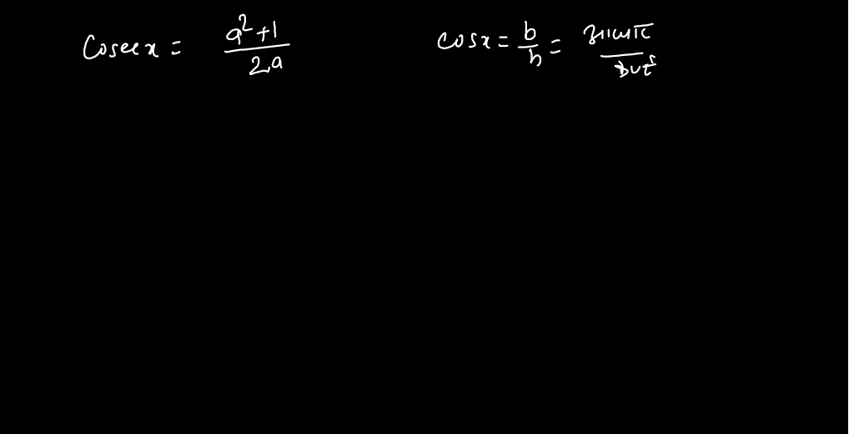 Cosec x = a²+1 / 2a
cos x = b / h = आधार / कर्ण